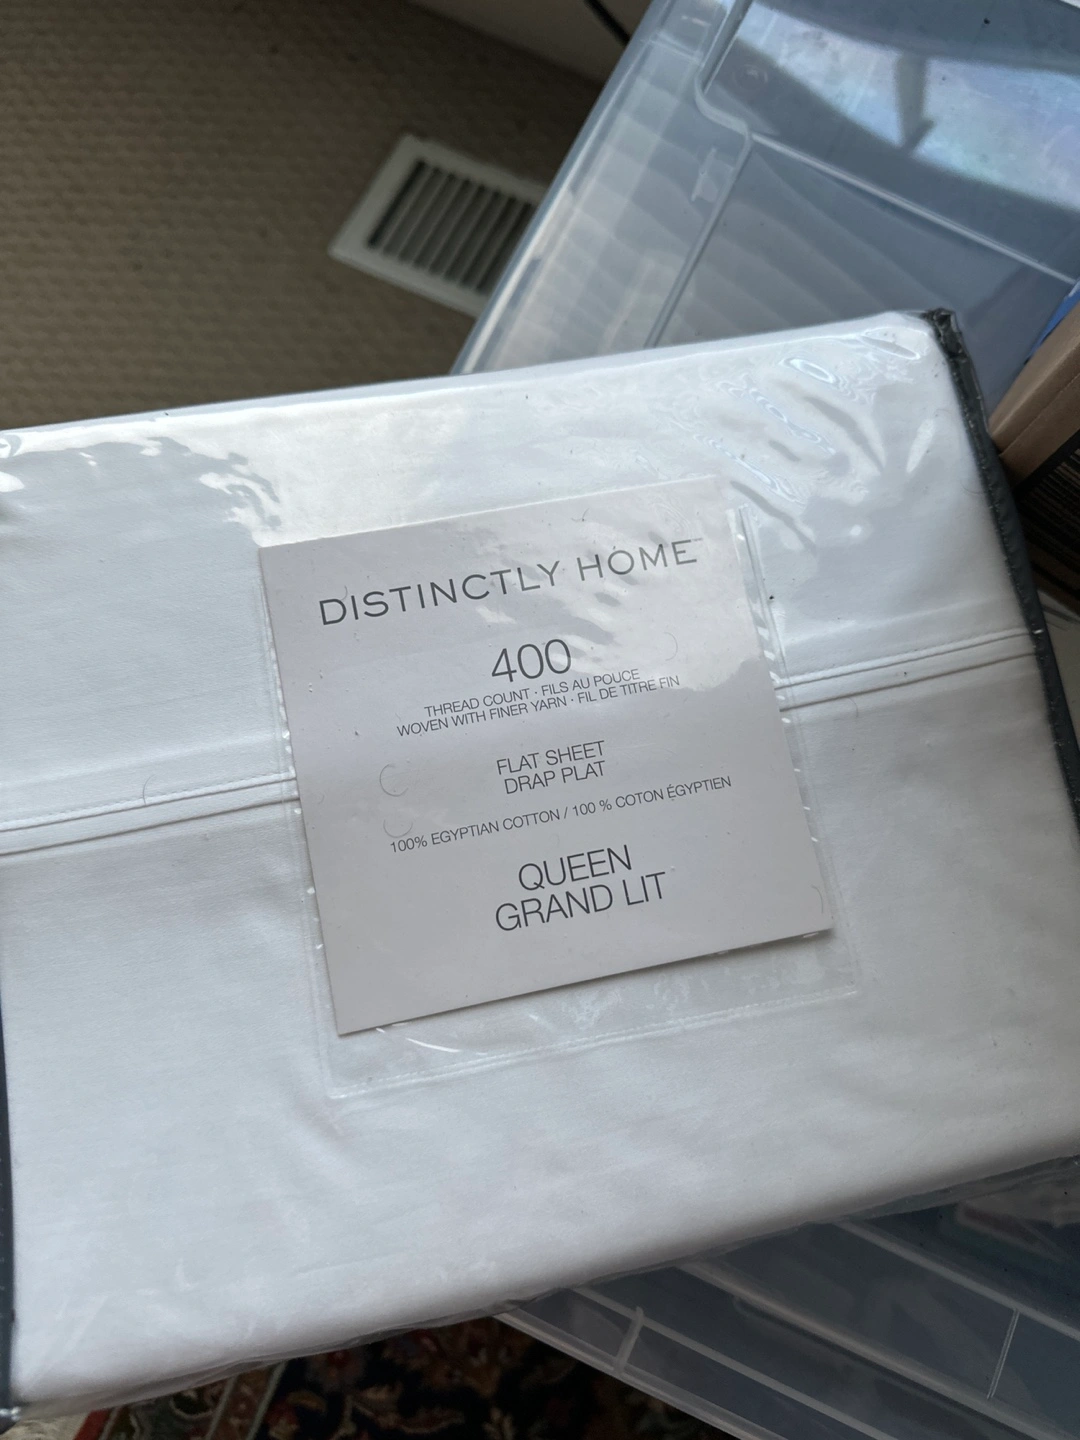 DISTINCTLY HOME™
400
THREAD COUNT · FILS AU POUCE
WOVEN WITH FINER YARN · FIL DE TITRE FIN
FLAT SHEET
DRAP PLAT
100% EGYPTIAN COTTON / 100 % COTON ÉGYPTIEN
QUEEN
GRAND LIT